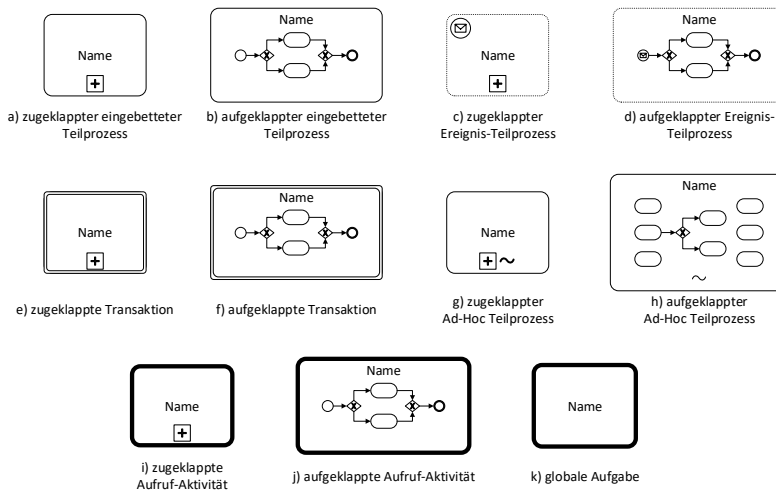 Name
a) zugeklappter eingebetteter
Teilprozess
Name
b) aufgeklappter eingebetteter
Teilprozess
Name
c) zugeklappter
Ereignis-Teilprozess
Name
d) aufgeklappter Ereignis-
Teilprozess
Name
e) zugeklappte Transaktion
Name
f) aufgeklappte Transaktion
Name
g) zugeklappter
Ad-Hoc Teilprozess
Name
h) aufgeklappter
Ad-Hoc Teilprozess
Name
i) zugeklappte
Aufruf-Aktivität
Name
j) aufgeklappte Aufruf-Aktivität
Name
k) globale Aufgabe